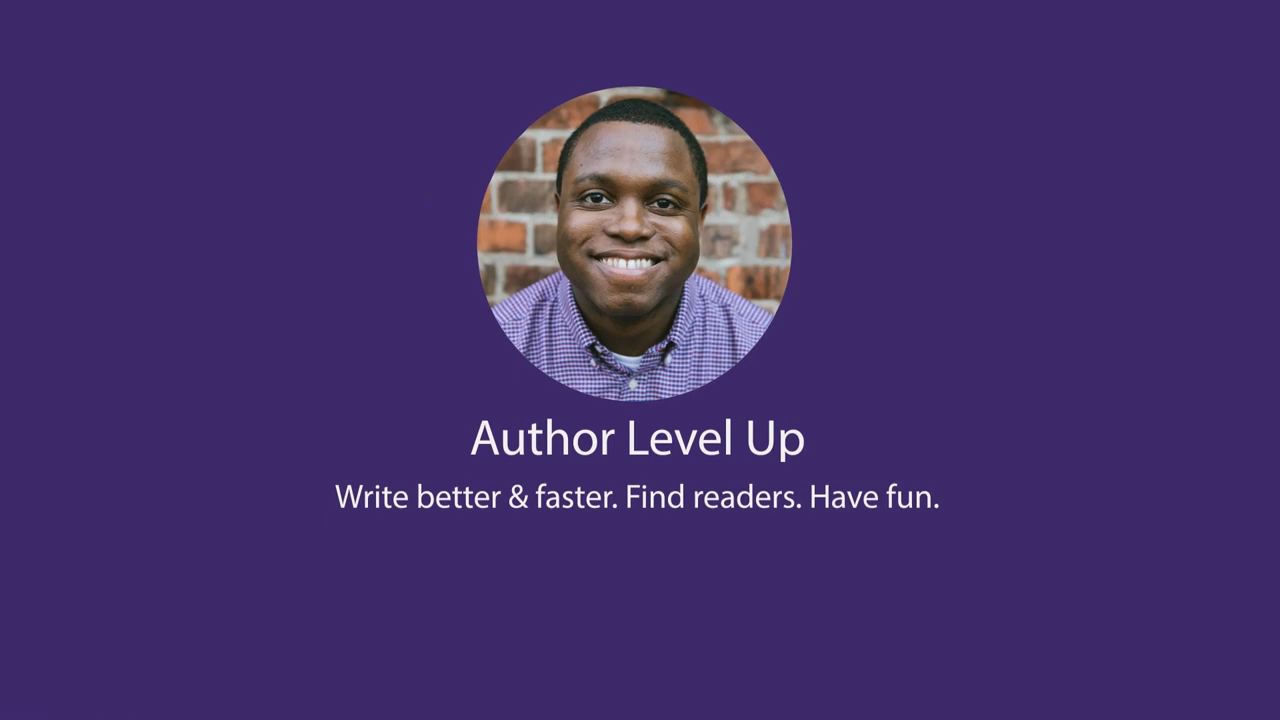 Author Level Up
Write better & faster. Find readers. Have fun.